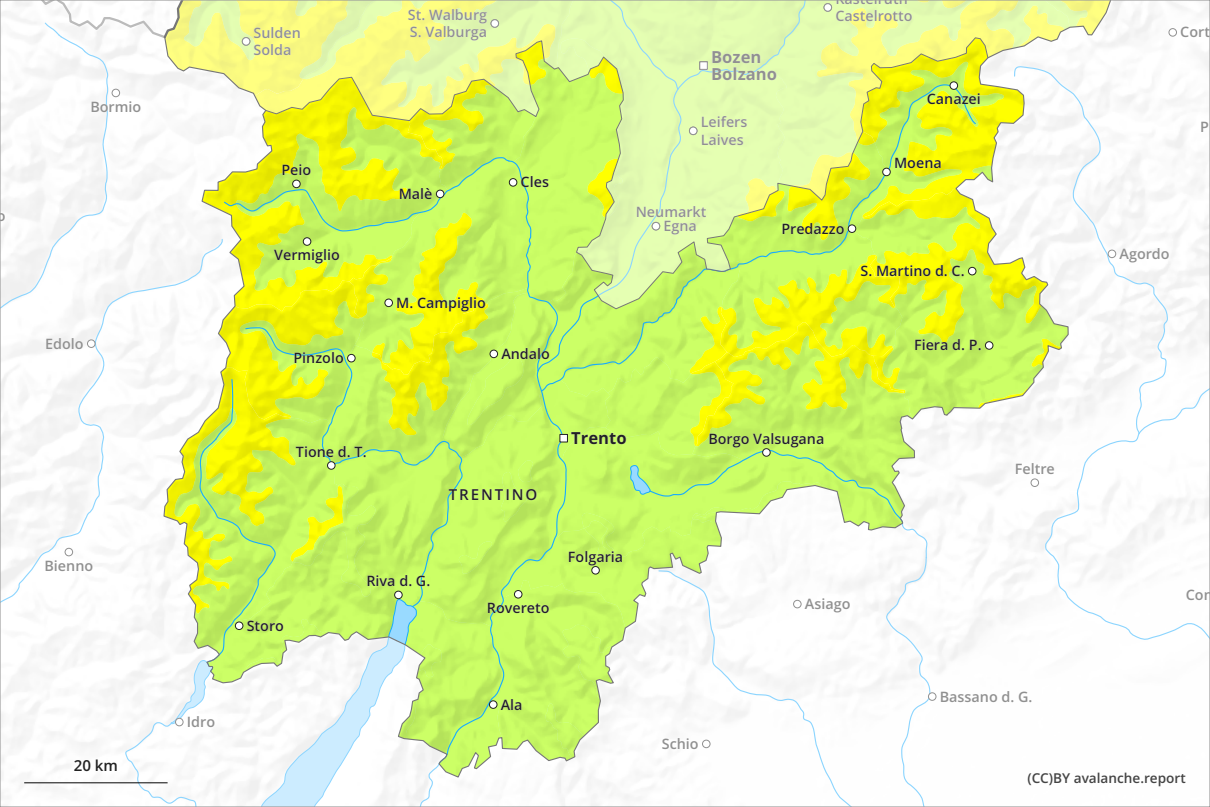 Kastelruth
Castelrotto
St. Walburg
S. Valburga
Sulden
Solda
Cort
Bozen
Bolzano
Bormio
Canazei
Leifers
Laives
P
Moena
Peio
Cles
Malè
Neumarkt
Egna
Predazzo
Vermiglio
Agordo
S. Martino d. C.
M. Campiglio
Edolo
Pinzolo
Andalo
Fiera d. P.
Trento
Borgo Valsugana
Tione d. T.
Feltre
TRENTINO
Bienno
Folgaria
Riva d. G.
Cor
Rovereto
Asiago
Storo
Bassano d. G.
Ala
Idro
Schio
20 km
(CC)BY avalanche.report